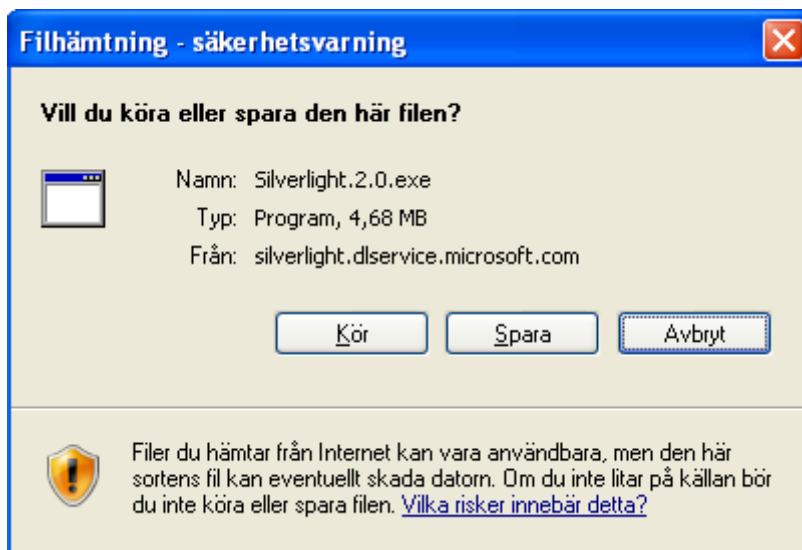 Filhämtning - säkerhetsvarning
Vill du köra eller spara den här filen?
Namn: Silverlight.2.0.exe
Typ: Program, 4,68 MB
Från: silverlight.dlservice.microsoft.com
Kör Spara Avbryt
Filer du hämtar från Internet kan vara användbara, men den här
sortens fil kan eventuellt skada datorn. Om du inte litar på källan bör
du inte köra eller spara filen. Vilka risker innebär detta?